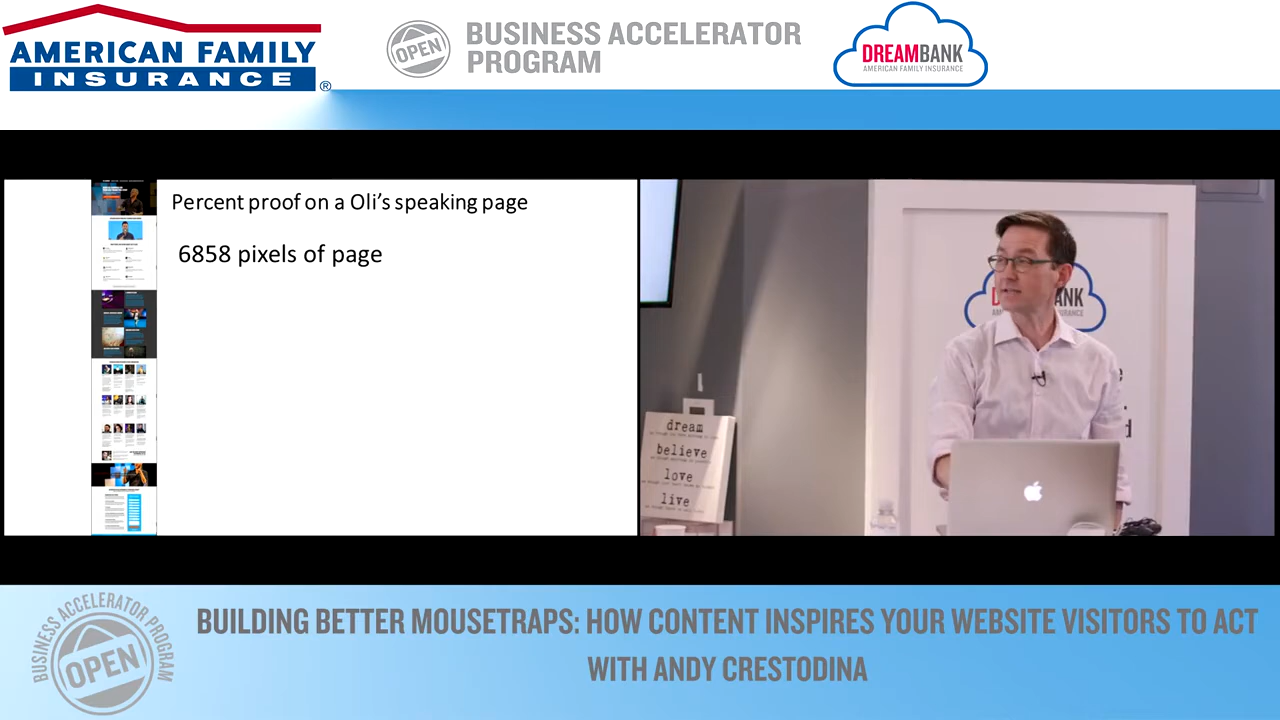 AMERICAN FAMILY
INSURANCE ®
OPEN
BUSINESS ACCELERATOR
PROGRAM
DREAMBANK
AMERICAN FAMILY INSURANCE
Percent proof on a Oli's speaking page
6858 pixels of page
D ANK
dream
believe
love
live
BUSINESS ACCELERATOR PROGRAM
OPEN
BUILDING BETTER MOUSETRAPS: HOW CONTENT INSPIRES YOUR WEBSITE VISITORS TO ACT
WITH ANDY CRESTODINA